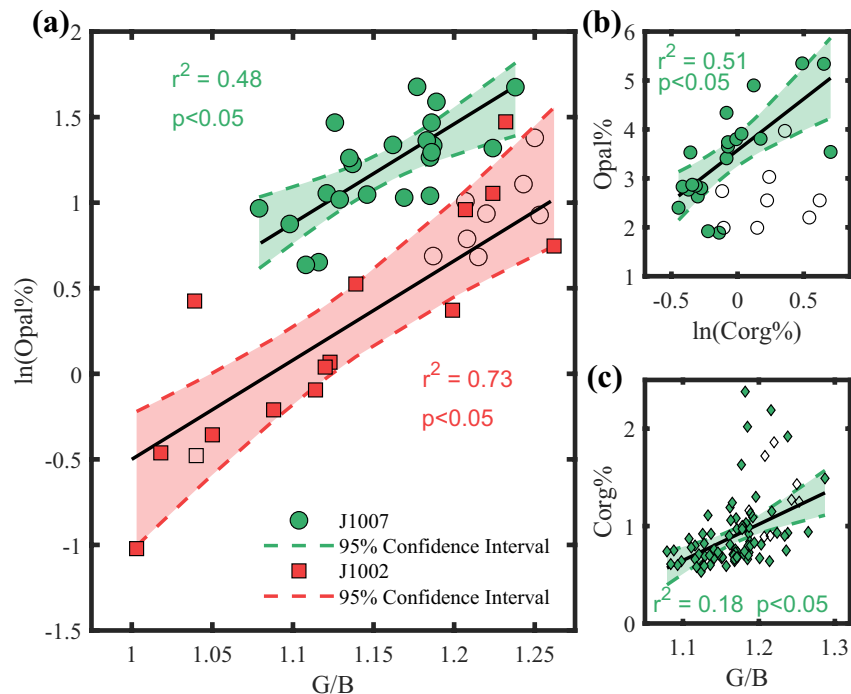 (a)
2
1.5
1
0.5
0
-0.5
-1
-1.5
ln(Opal%)
r² = 0.48
p<0.05
r² = 0.73
p<0.05
J1007
95% Confidence Interval
J1002
95% Confidence Interval
1 1.05 1.1 1.15 1.2 1.25
G/B
(b)
6
5
4
3
2
1
Opal%
r² = 0.51
p<0.05
-0.5 0 0.5
ln(Corg%)
(c)
2
1
0
Corg%
r² = 0.18 p<0.05
1.1 1.2 1.3
G/B